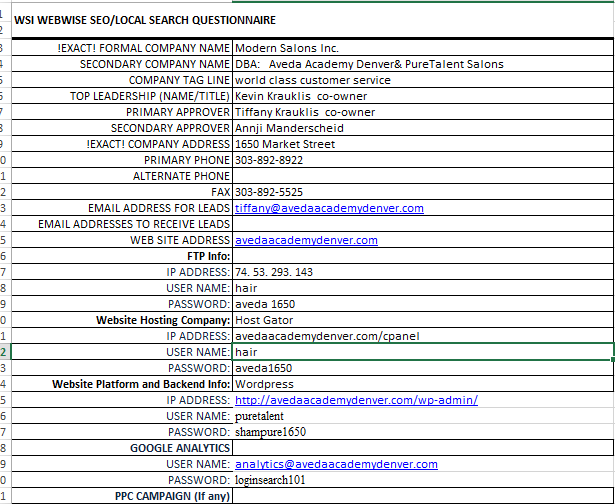 WSI WEBWISE SEO/LOCAL SEARCH QUESTIONNAIRE
!EXACT! FORMAL COMPANY NAME Modern Salons Inc.
SECONDARY COMPANY NAME DBA: Aveda Academy Denver& PureTalent Salons
COMPANY TAG LINE world class customer service
TOP LEADERSHIP (NAME/TITLE) Kevin Krauklis co-owner
PRIMARY APPROVER Tiffany Krauklis co-owner
SECONDARY APPROVER Annji Manderscheid
!EXACT! COMPANY ADDRESS 1650 Market Street
PRIMARY PHONE 303-892-8922
ALTERNATE PHONE
FAX 303-892-5525
EMAIL ADDRESS FOR LEADS tiffany@avedaacademydenver.com
EMAIL ADDRESSES TO RECEIVE LEADS
WEB SITE ADDRESS avedaacademydenver.com
FTP Info:
IP ADDRESS: 74. 53. 293. 143
USER NAME: hair
PASSWORD: aveda 1650
Website Hosting Company: Host Gator
IP ADDRESS: avedaacademydenver.com/cpanel
USER NAME: hair
PASSWORD: aveda1650
Website Platform and Backend Info: Wordpress
IP ADDRESS: http://avedaacademydenver.com/wp-admin/
USER NAME: puretalent
PASSWORD: shampure1650
GOOGLE ANALYTICS
USER NAME: analytics@avedaacademydenver.com
PASSWORD: loginsearch101
PPC CAMPAIGN (If any)